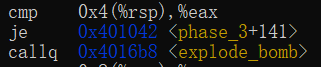 cmp 0x4(%rsp),%eax
je 0x401042 <phase_3+141>
callq 0x4016b8 <explode_bomb>